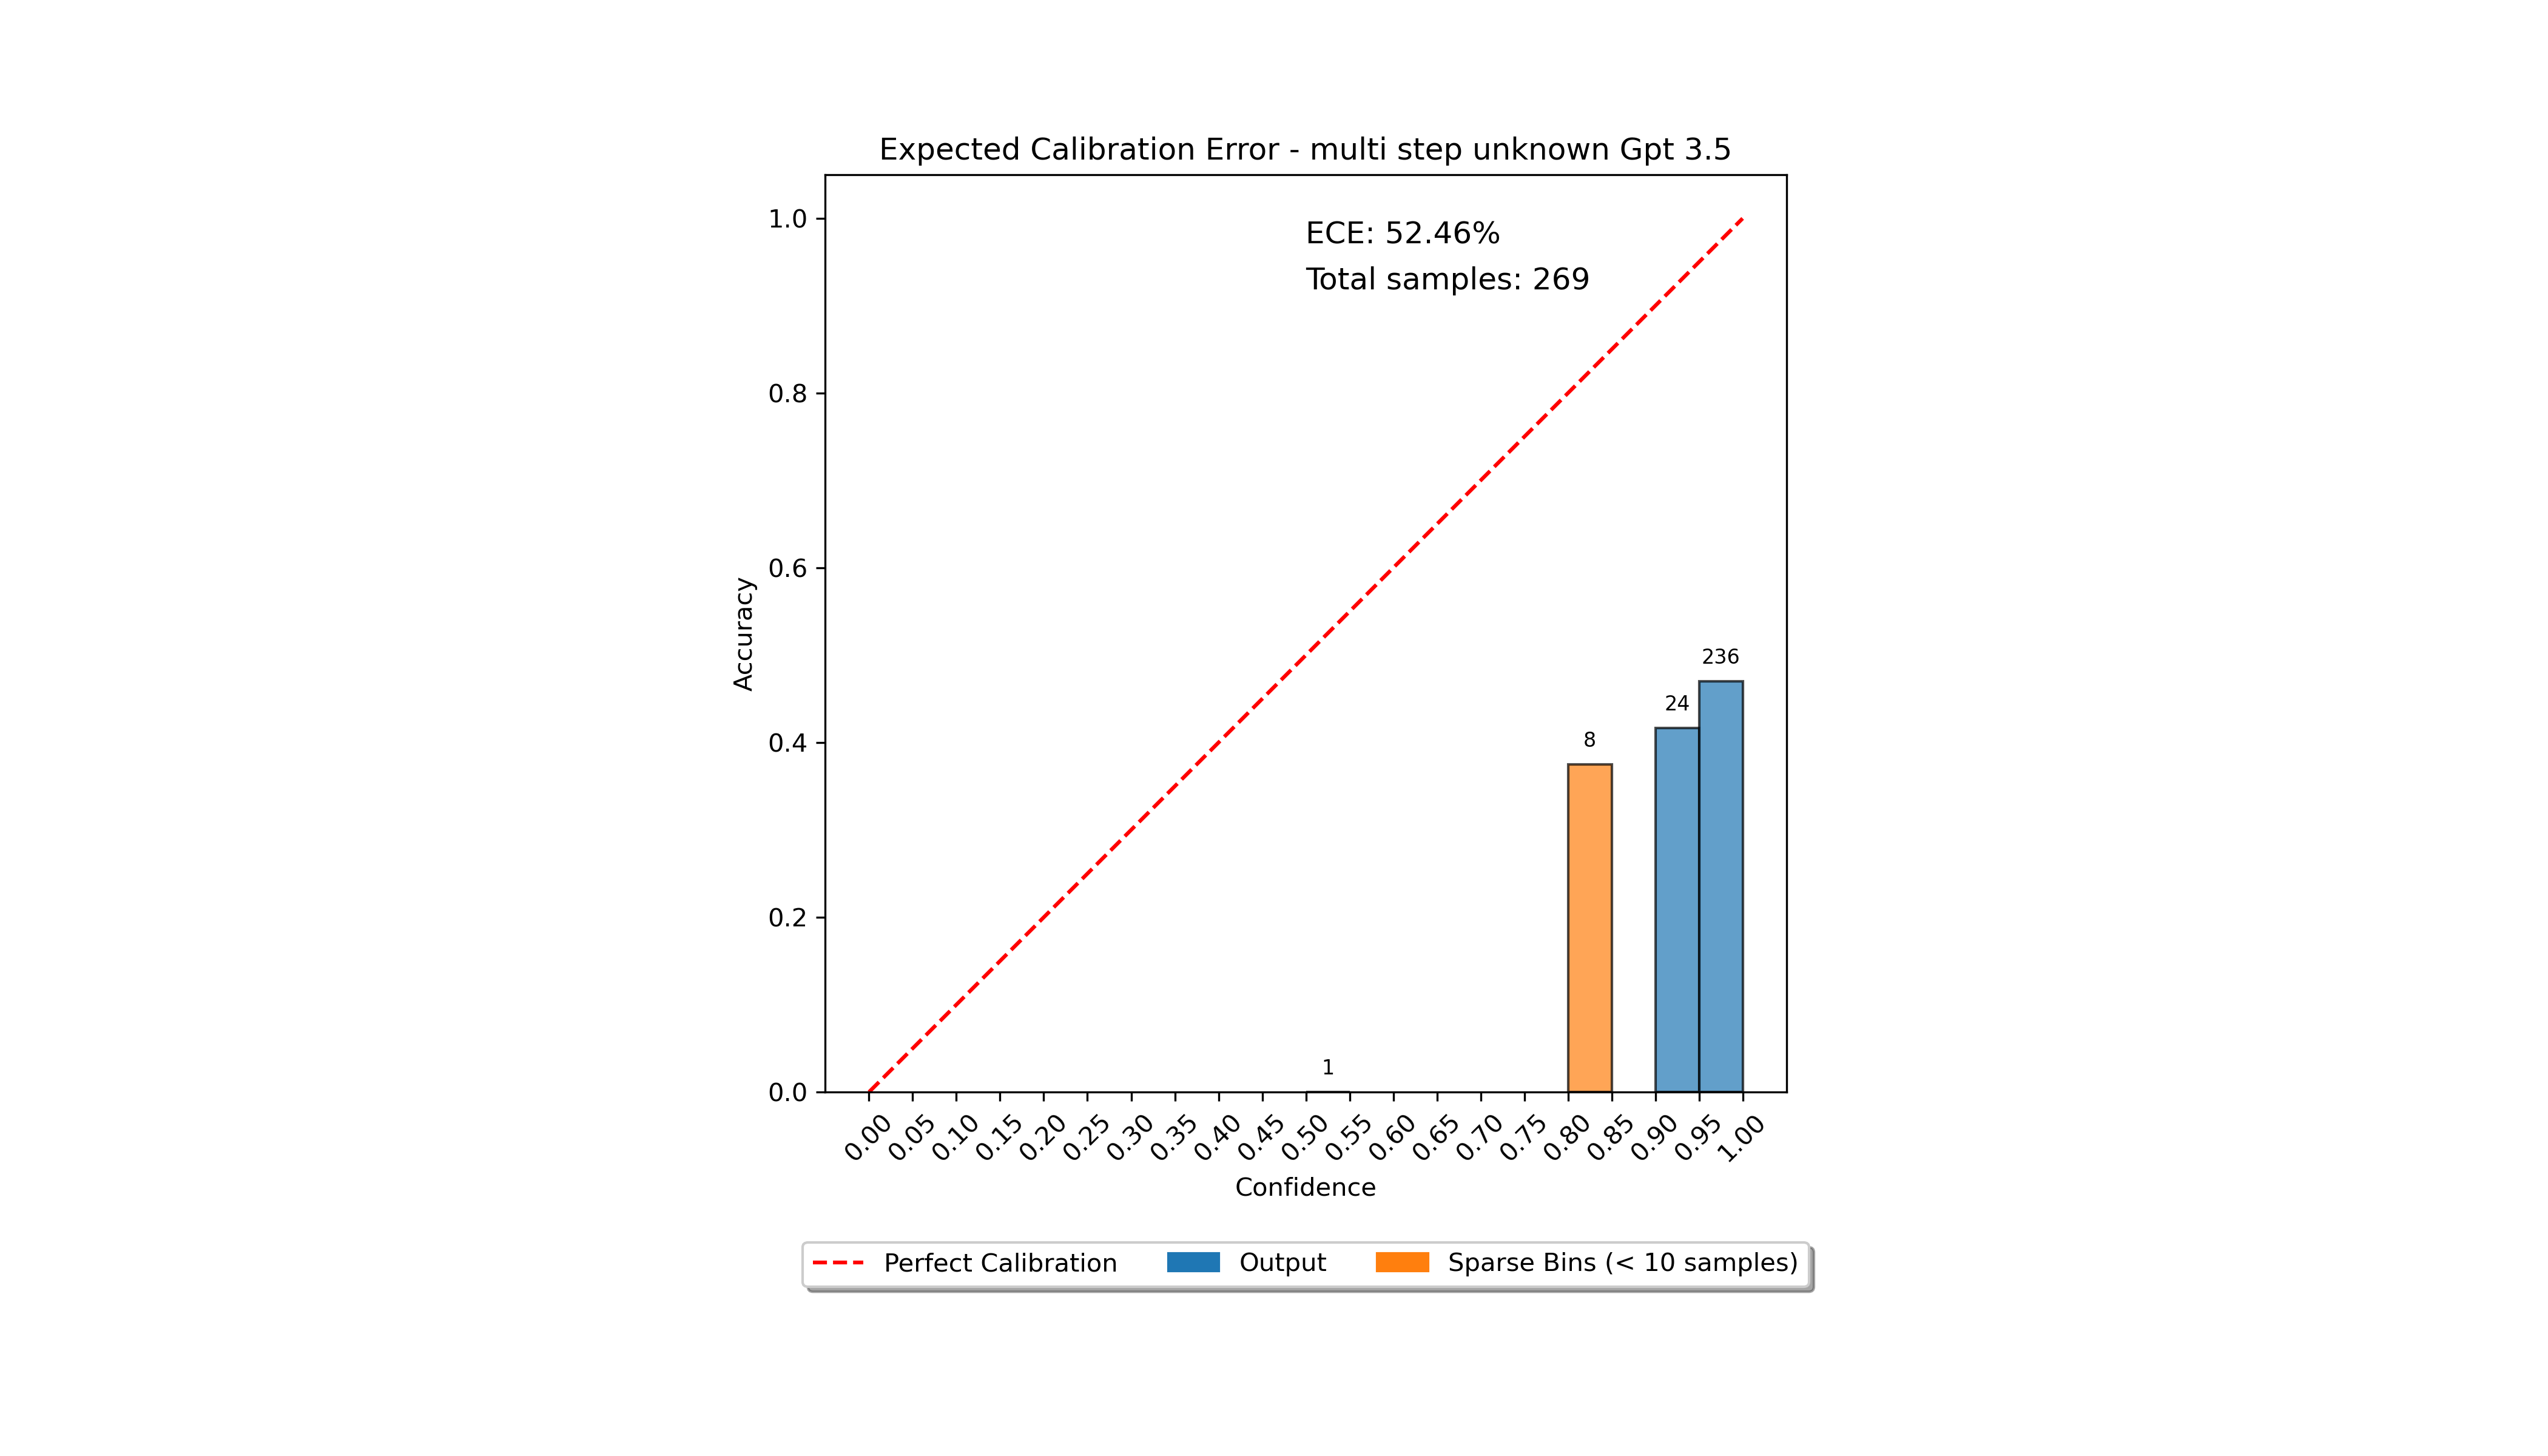 Expected Calibration Error - multi step unknown Gpt 3.5
ECE: 52.46%
Total samples: 269
1.0
0.8
0.6
0.4
0.2
0.0
Accuracy
236
24
8
1
0.00 0.05 0.10 0.15 0.20 0.25 0.30 0.35 0.40 0.45 0.50 0.55 0.60 0.65 0.70 0.75 0.80 0.85 0.90 0.95 1.00
Confidence
Perfect Calibration Output Sparse Bins (< 10 samples)